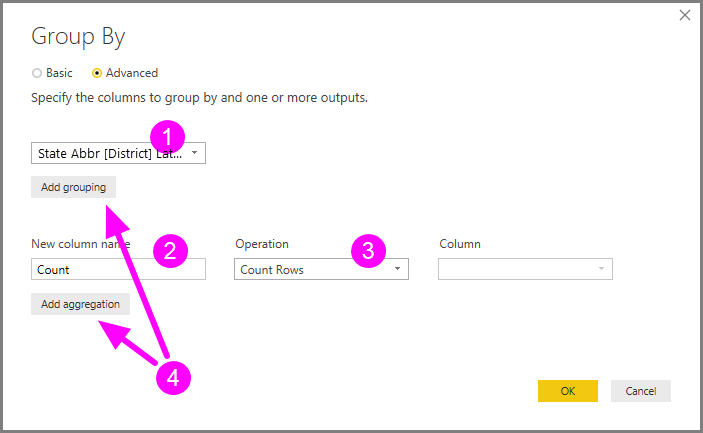 Group By
Basic Advanced
Specify the columns to group by and one or more outputs.
1
State Abbr [District] Lat...
Add grouping
New column name 2 Operation 3 Column
Count Count Rows
Add aggregation
4
OK Cancel